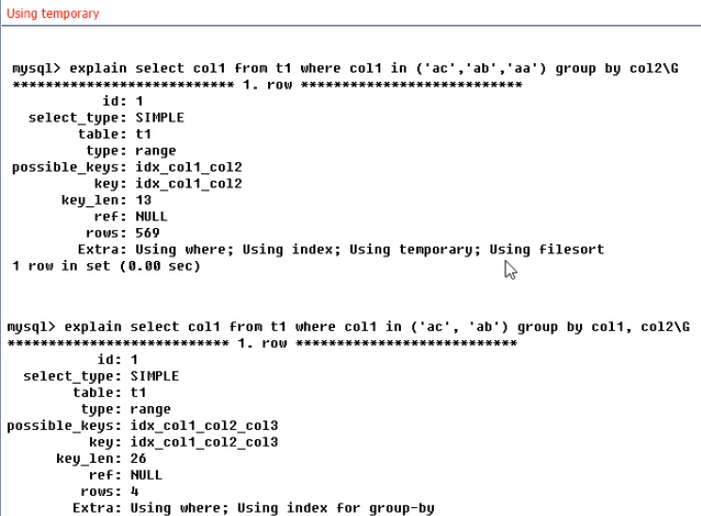 Using temporary
mysql> explain select col1 from t1 where col1 in ('ac','ab','aa') group by col2\G
*************************** 1. row ***************************
id: 1
select_type: SIMPLE
table: t1
type: range
possible_keys: idx_col1_col2
key: idx_col1_col2
key_len: 13
ref: NULL
rows: 569
Extra: Using where; Using index; Using temporary; Using filesort
1 row in set (0.00 sec)
mysql> explain select col1 from t1 where col1 in ('ac', 'ab') group by col1, col2\G
*************************** 1. row ***************************
id: 1
select_type: SIMPLE
table: t1
type: range
possible_keys: idx_col1_col2_col3
key: idx_col1_col2_col3
key_len: 26
ref: NULL
rows: 4
Extra: Using where; Using index for group-by